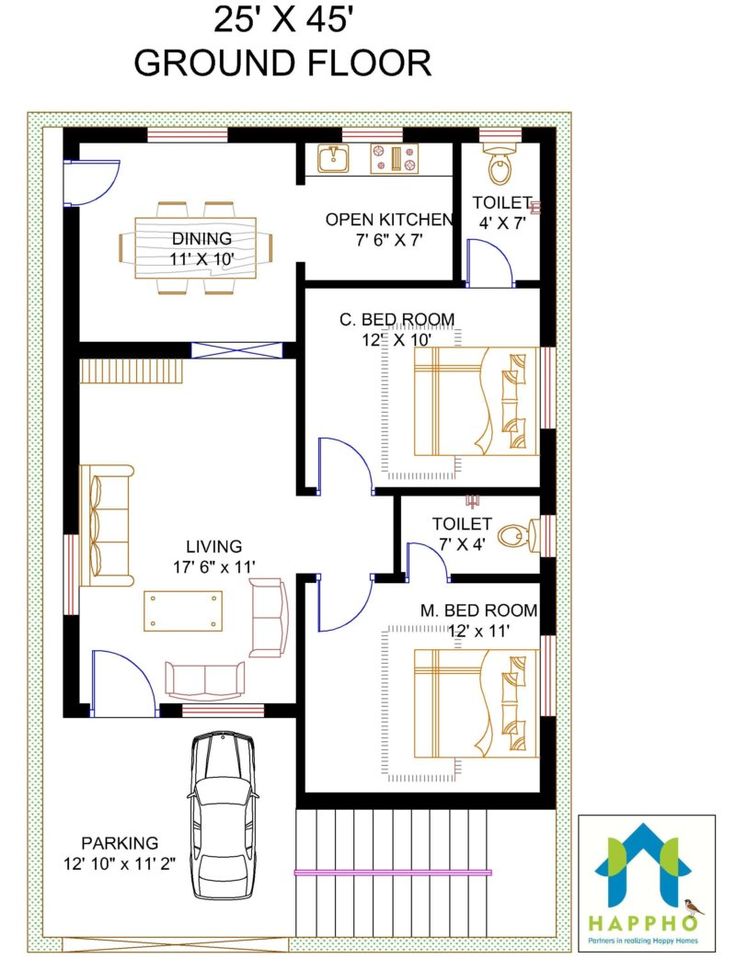 25' X 45'
GROUND FLOOR
TOILET
4' X 7'
OPEN KITCHEN
7' 6" X 7'
DINING
11' X 10'
C. BED ROOM
12' X 10'
TOILET
7' X 4'
LIVING
17' 6" x 11'
M. BED ROOM
12' x 11'
PARKING
12' 10" x 11' 2"
HAPPHO
Partners in realizing Happy Homes